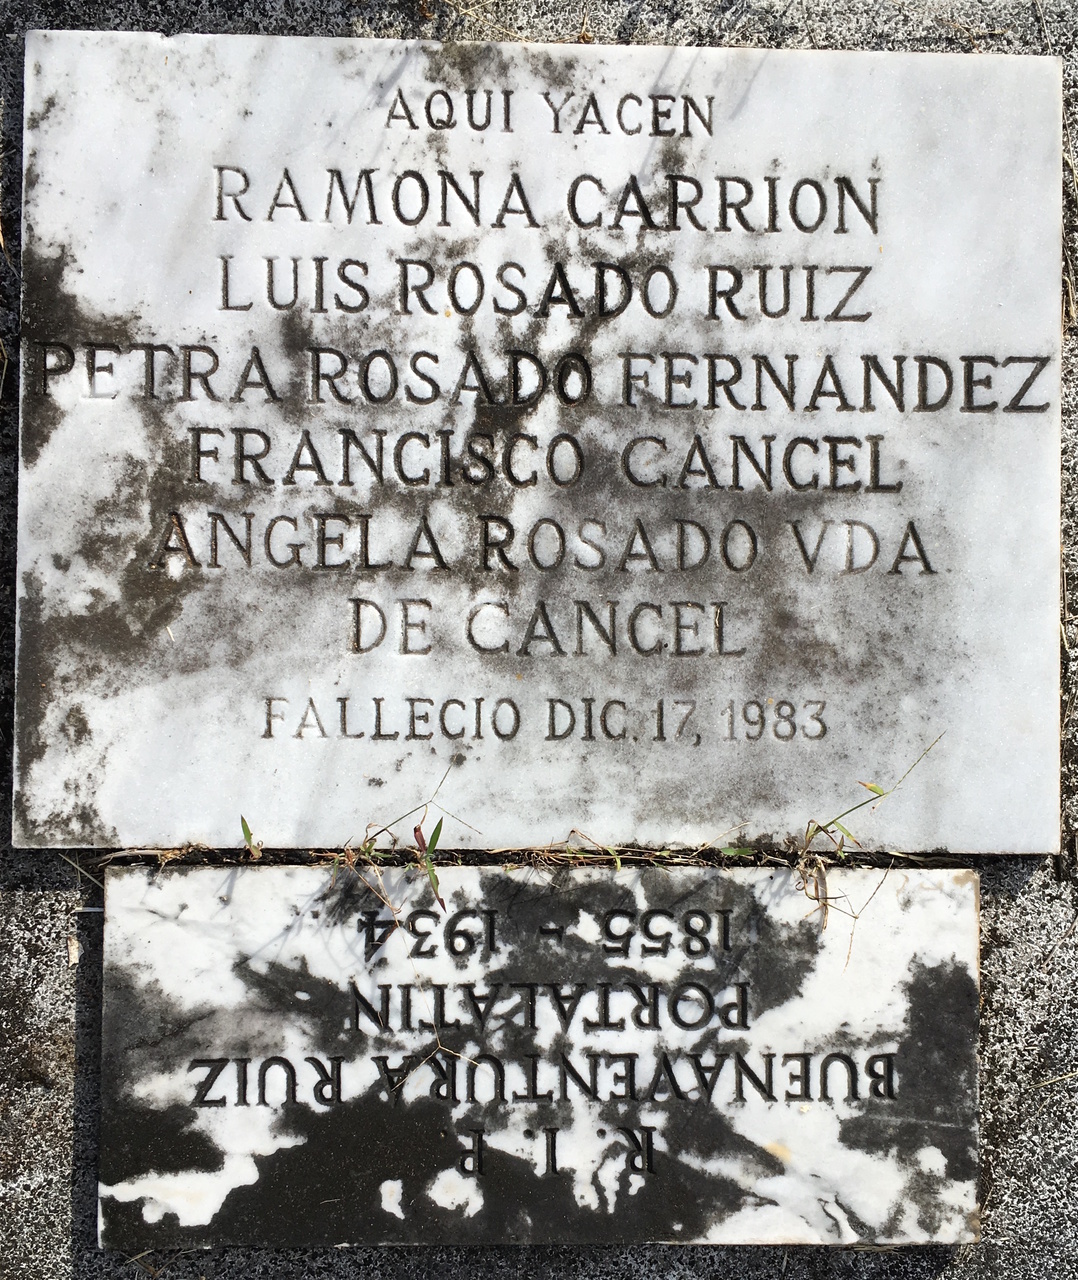 AQUI YACEN
RAMONA CARRION
LUIS ROSADO RUIZ
PETRA ROSADO FERNANDEZ
FRANCISCO CANCEL
ANGELA ROSADO VDA
DE CANCEL
FALLECIO DIC. 17, 1983
R. I. P.
BUENAVENTURA RUIZ
PORTALATIN
1855 - 1934